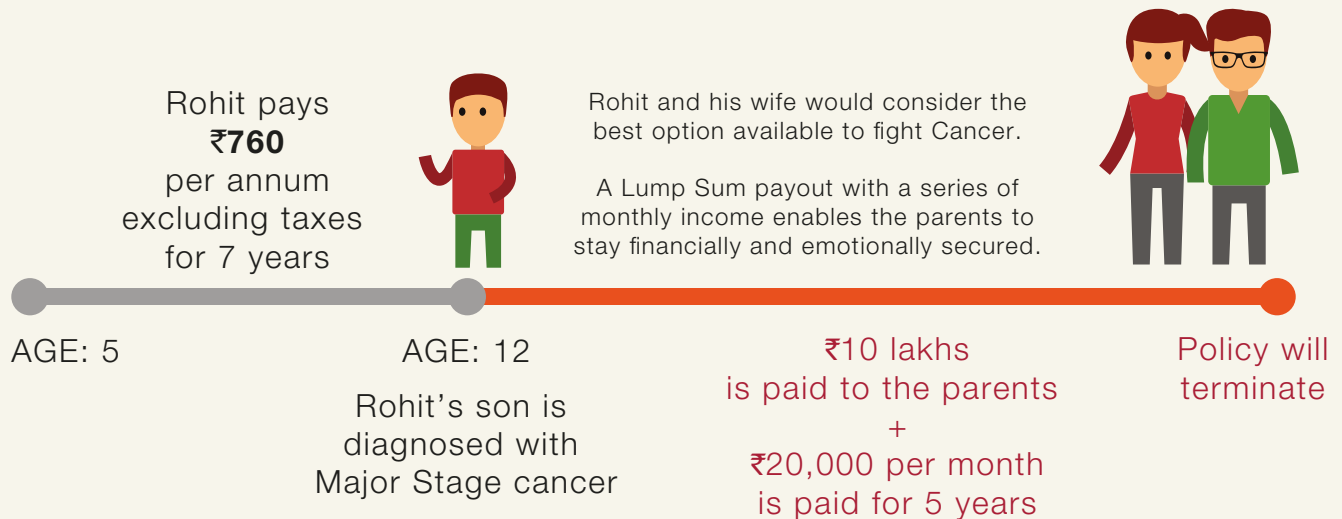 Rohit pays
₹760
per annum
excluding taxes
for 7 years
Rohit and his wife would consider the
best option available to fight Cancer.
A Lump Sum payout with a series of
monthly income enables the parents to
stay financially and emotionally secured.
AGE: 5
AGE: 12
Rohit’s son is
diagnosed with
Major Stage cancer
₹10 lakhs
is paid to the parents
+
₹20,000 per month
is paid for 5 years
Policy will
terminate